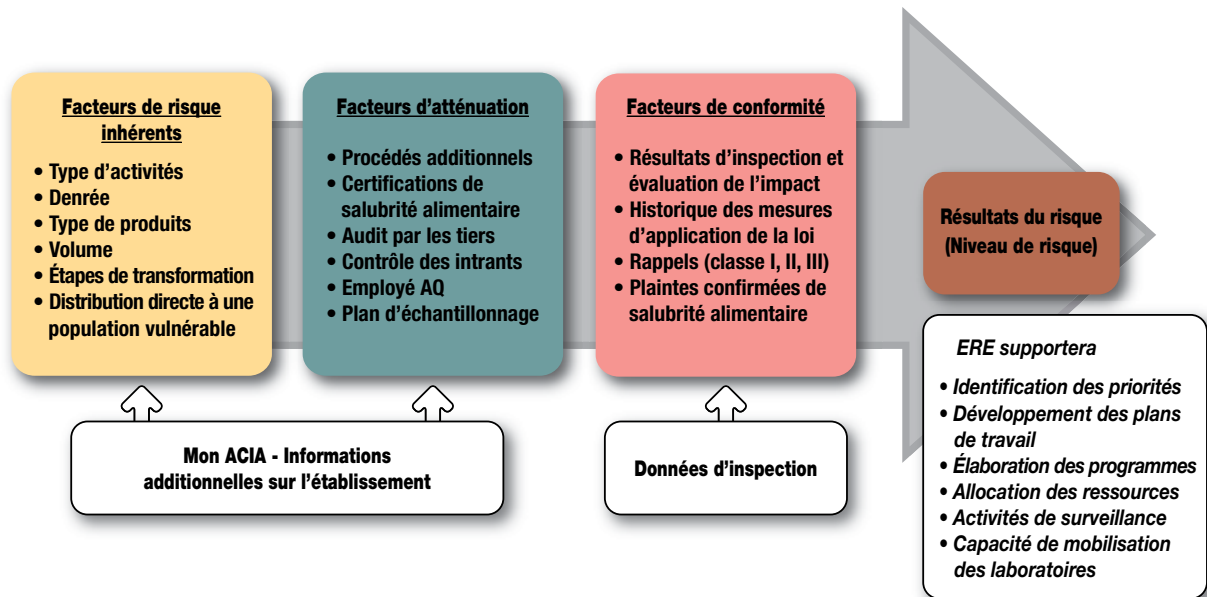 Facteurs de risque
inhérents
• Type d'activités
• Denrée
• Type de produits
• Volume
• Étapes de transformation
• Distribution directe à une
population vulnérable
Facteurs d'atténuation
• Procédés additionnels
• Certifications de
salubrité alimentaire
• Audit par les tiers
• Contrôle des intrants
• Employé AQ
• Plan d'échantillonnage
Facteurs de conformité
• Résultats d'inspection et
évaluation de l'impact
• Historique des mesures
d'application de la loi
• Rappels (classe I, II, III)
• Plaintes confirmées de
salubrité alimentaire
Résultats du risque
(Niveau de risque)
Mon ACIA - Informations
additionnelles sur l'établissement
Données d'inspection
ERE supportera
• Identification des priorités
• Développement des plans
de travail
• Élaboration des programmes
• Allocation des ressources
• Activités de surveillance
• Capacité de mobilisation
des laboratoires